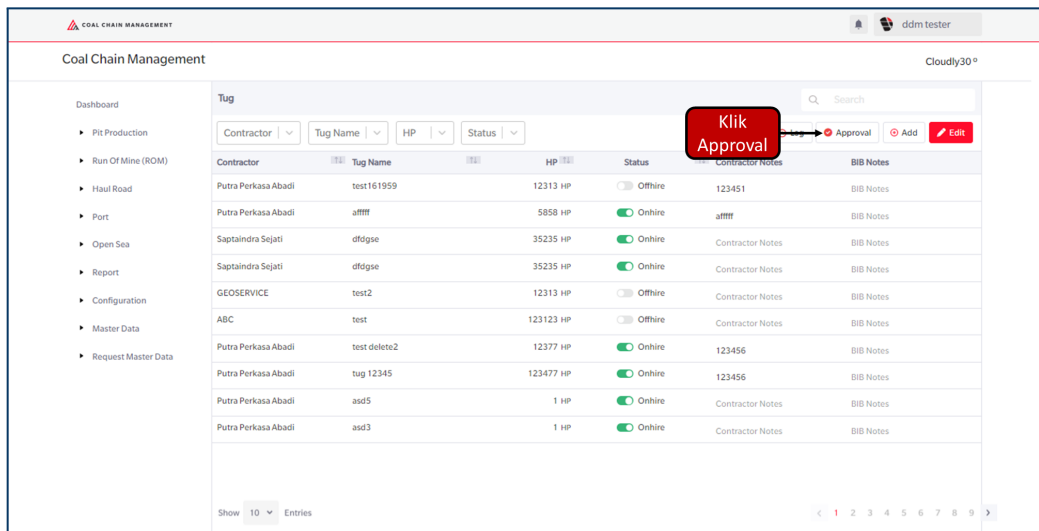 COAL CHAIN MANAGEMENT
ddm tester
Coal Chain Management
Cloudly30 º
Dashboard
Pit Production
Run Of Mine (ROM)
Haul Road
Port
Open Sea
Report
Configuration
Master Data
Request Master Data
Tug
Search
Contractor Tug Name HP Status
Klik
Approval
Log Approval Add Edit
Contractor Tug Name HP Status Contractor Notes BIB Notes
Putra Perkasa Abadi test161959 12313 HP Offhire 123451 BIB Notes
Putra Perkasa Abadi afffff 5858 HP Onhire afffff BIB Notes
Saptaindra Sejati dfdgse 35235 HP Onhire Contractor Notes BIB Notes
Saptaindra Sejati dfdgse 35235 HP Onhire Contractor Notes BIB Notes
GEOSERVICE test2 12313 HP Offhire Contractor Notes BIB Notes
ABC test 123123 HP Offhire Contractor Notes BIB Notes
Putra Perkasa Abadi test delete2 12377 HP Onhire 123456 BIB Notes
Putra Perkasa Abadi tug 12345 123477 HP Onhire 123456 BIB Notes
Putra Perkasa Abadi asd5 1 HP Onhire Contractor Notes BIB Notes
Putra Perkasa Abadi asd3 1 HP Onhire Contractor Notes BIB Notes
Show 10 Entries
1 2 3 4 5 6 7 8 9